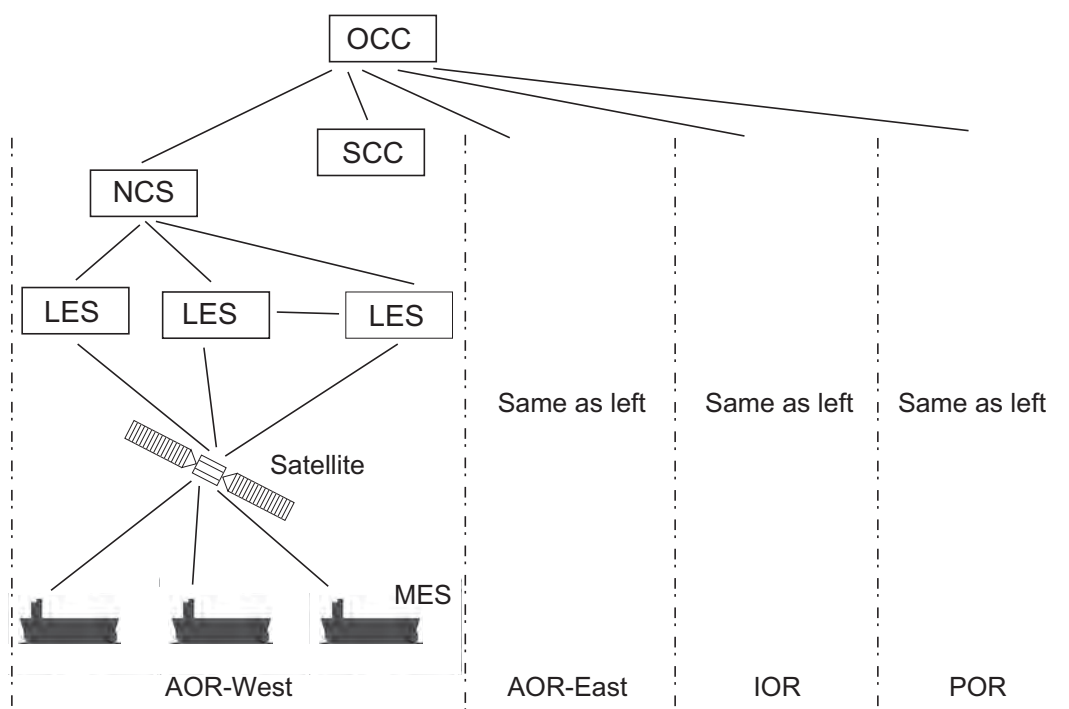 OCC
SCC
NCS
LES
LES
LES
Same as left
Same as left
Same as left
Satellite
MES
AOR-West
AOR-East
IOR
POR